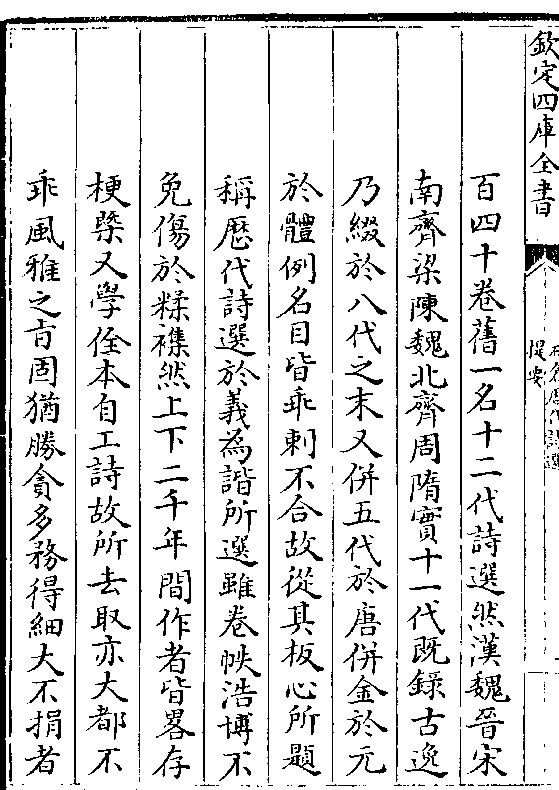 欽定四庫全書
提要
百四十卷舊一名十二代詩選然漢魏晉宋
南齊梁陳魏北齊周隋實十一代既録古逸
乃綴於八代之末又併五代於唐併金於元
於體例名目皆乖剌不合故從其板心所題
稱歴代詩選於義為諧所選雖卷帙浩博不
免傷於糅襍然上下二千年間作者皆畧存
梗槩又學佺本自工詩故所去取亦大都不
乖風雅之㫖固猶勝貪多務得細大不捐者